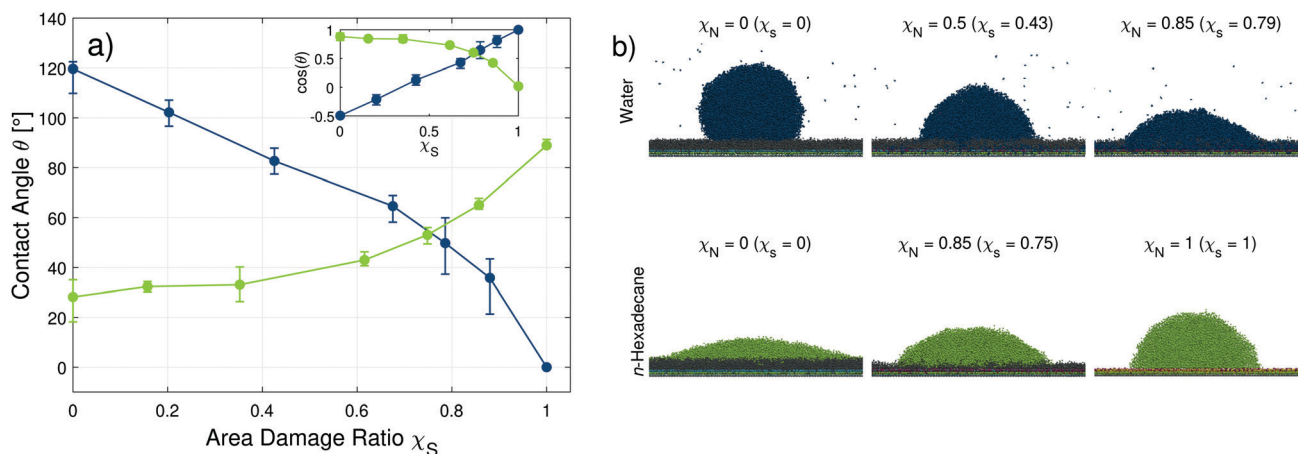 a)
140
120
100
80
60
40
20
0
Contact Angle θ [°]
0 0.2 0.4 0.6 0.8 1
Area Damage Ratio χS
1
0.5
0
-0.5
cos(θ)
0 0.5 1
χS
b)
Water
χN = 0 (χs = 0) χN = 0.5 (χs = 0.43) χN = 0.85 (χs = 0.79)
n-Hexadecane
χN = 0 (χs = 0) χN = 0.85 (χs = 0.75) χN = 1 (χs = 1)